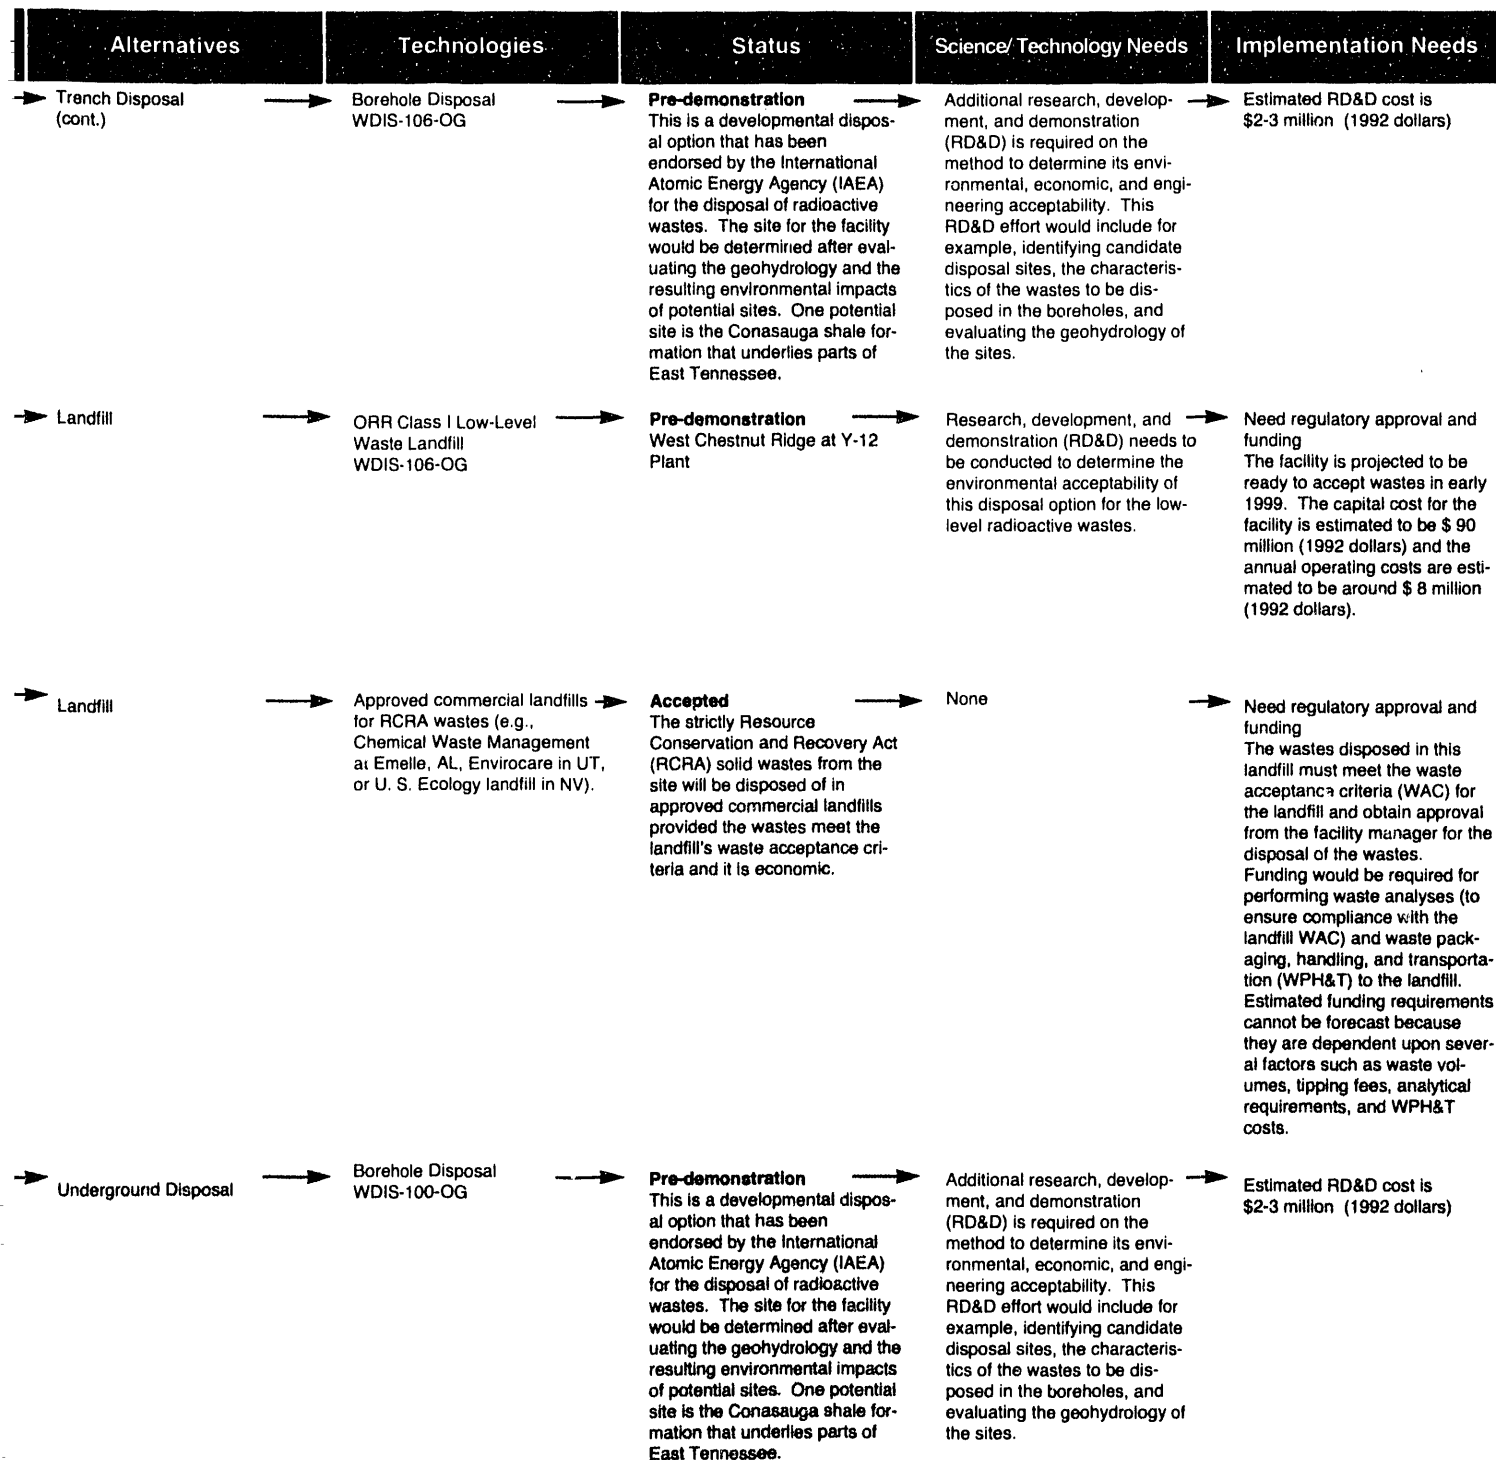 Alternatives
Technologies
Status
Science/Technology Needs
Implementation Needs
Trench Disposal
(cont.)
Borehole Disposal
WDIS-106-OG
Pre-demonstration
This is a developmental dispos-
al option that has been
endorsed by the International
Atomic Energy Agency (IAEA)
for the disposal of radioactive
wastes. The site for the facility
would be determined after eval-
uating the geohydrology and the
resulting environmental impacts
of potential sites. One potential
site is the Conasauga shale for-
mation that underlies parts of
East Tennessee.
Additional research, develop-
ment, and demonstration
(RD&D) is required on the
method to determine its envi-
ronmental, economic, and engi-
neering acceptability. This
RD&D effort would include for
example, identifying candidate
disposal sites, the characteris-
tics of the wastes to be dis-
posed in the boreholes, and
evaluating the geohydrology of
the sites.
Estimated RD&D cost is
$2-3 million (1992 dollars)
Landfill
ORR Class I Low-Level
Waste Landfill
WDIS-106-OG
Pre-demonstration
West Chestnut Ridge at Y-12
Plant
Research, development, and
demonstration (RD&D) needs to
be conducted to determine the
environmental acceptability of
this disposal option for the low-
level radioactive wastes.
Need regulatory approval and
funding
The facility is projected to be
ready to accept wastes in early
1999. The capital cost for the
facility is estimated to be $ 90
million (1992 dollars) and the
annual operating costs are esti-
mated to be around $ 8 million
(1992 dollars).
Landfill
Approved commercial landfills
for RCRA wastes (e.g.,
Chemical Waste Management
at Emelle, AL, Envirocare in UT,
or U. S. Ecology landfill in NV).
Accepted
The strictly Resource
Conservation and Recovery Act
(RCRA) solid wastes from the
site will be disposed of in
approved commercial landfills
provided the wastes meet the
landfill's waste acceptance cri-
teria and it is economic.
None
Need regulatory approval and
funding
The wastes disposed in this
landfill must meet the waste
acceptance criteria (WAC) for
the landfill and obtain approval
from the facility manager for the
disposal of the wastes.
Funding would be required for
performing waste analyses (to
ensure compliance with the
landfill WAC) and waste pack-
aging, handling, and transporta-
tion (WPH&T) to the landfill.
Estimated funding requirements
cannot be forecast because
they are dependent upon sever-
al factors such as waste vol-
umes, tipping fees, analytical
requirements, and WPH&T
costs.
Underground Disposal
Borehole Disposal
WDIS-100-OG
Pre-demonstration
This is a developmental dispos-
al option that has been
endorsed by the International
Atomic Energy Agency (IAEA)
for the disposal of radioactive
wastes. The site for the facility
would be determined after eval-
uating the geohydrology and the
resulting environmental impacts
of potential sites. One potential
site is the Conasauga shale for-
mation that underlies parts of
East Tennessee.
Additional research, develop-
ment, and demonstration
(RD&D) is required on the
method to determine its envi-
ronmental, economic, and engi-
neering acceptability. This
RD&D effort would include for
example, identifying candidate
disposal sites, the characteris-
tics of the wastes to be dis-
posed in the boreholes, and
evaluating the geohydrology of
the sites.
Estimated RD&D cost is
$2-3 million (1992 dollars)